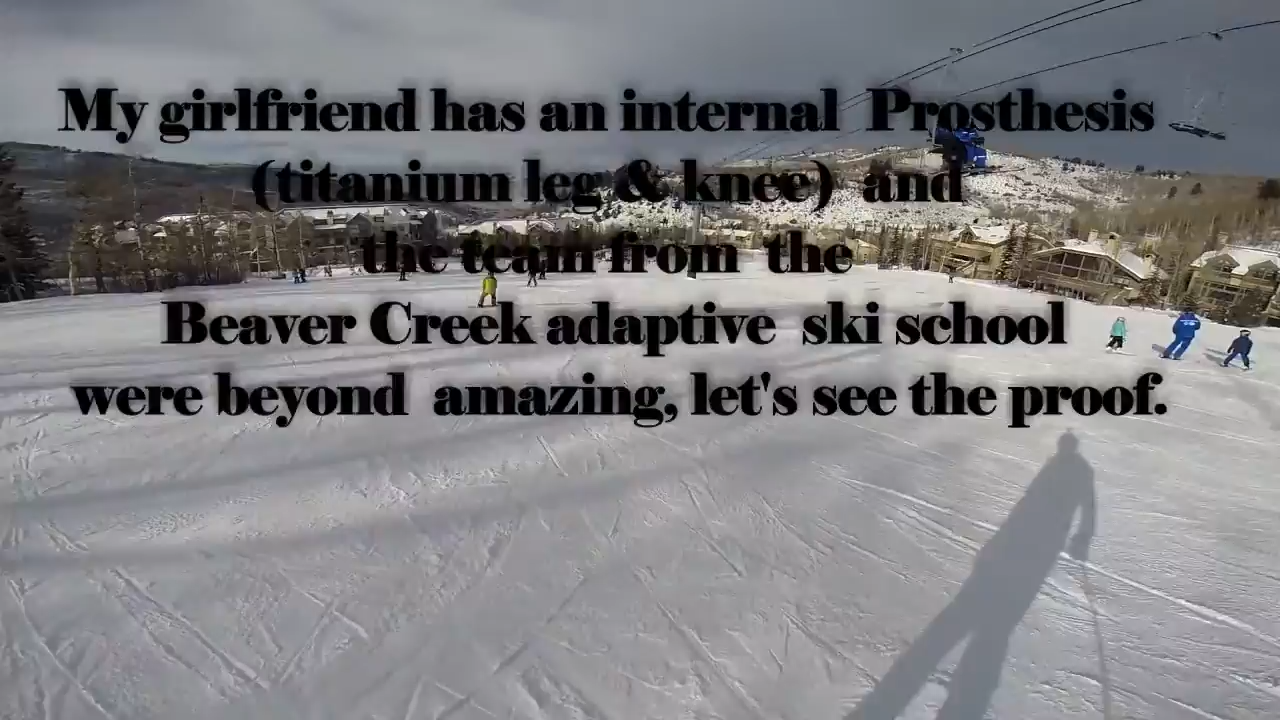 My girlfriend has an internal Prosthesis
(titanium leg & knee) and
the team from the
Beaver Creek adaptive ski school
were beyond amazing, let's see the proof.